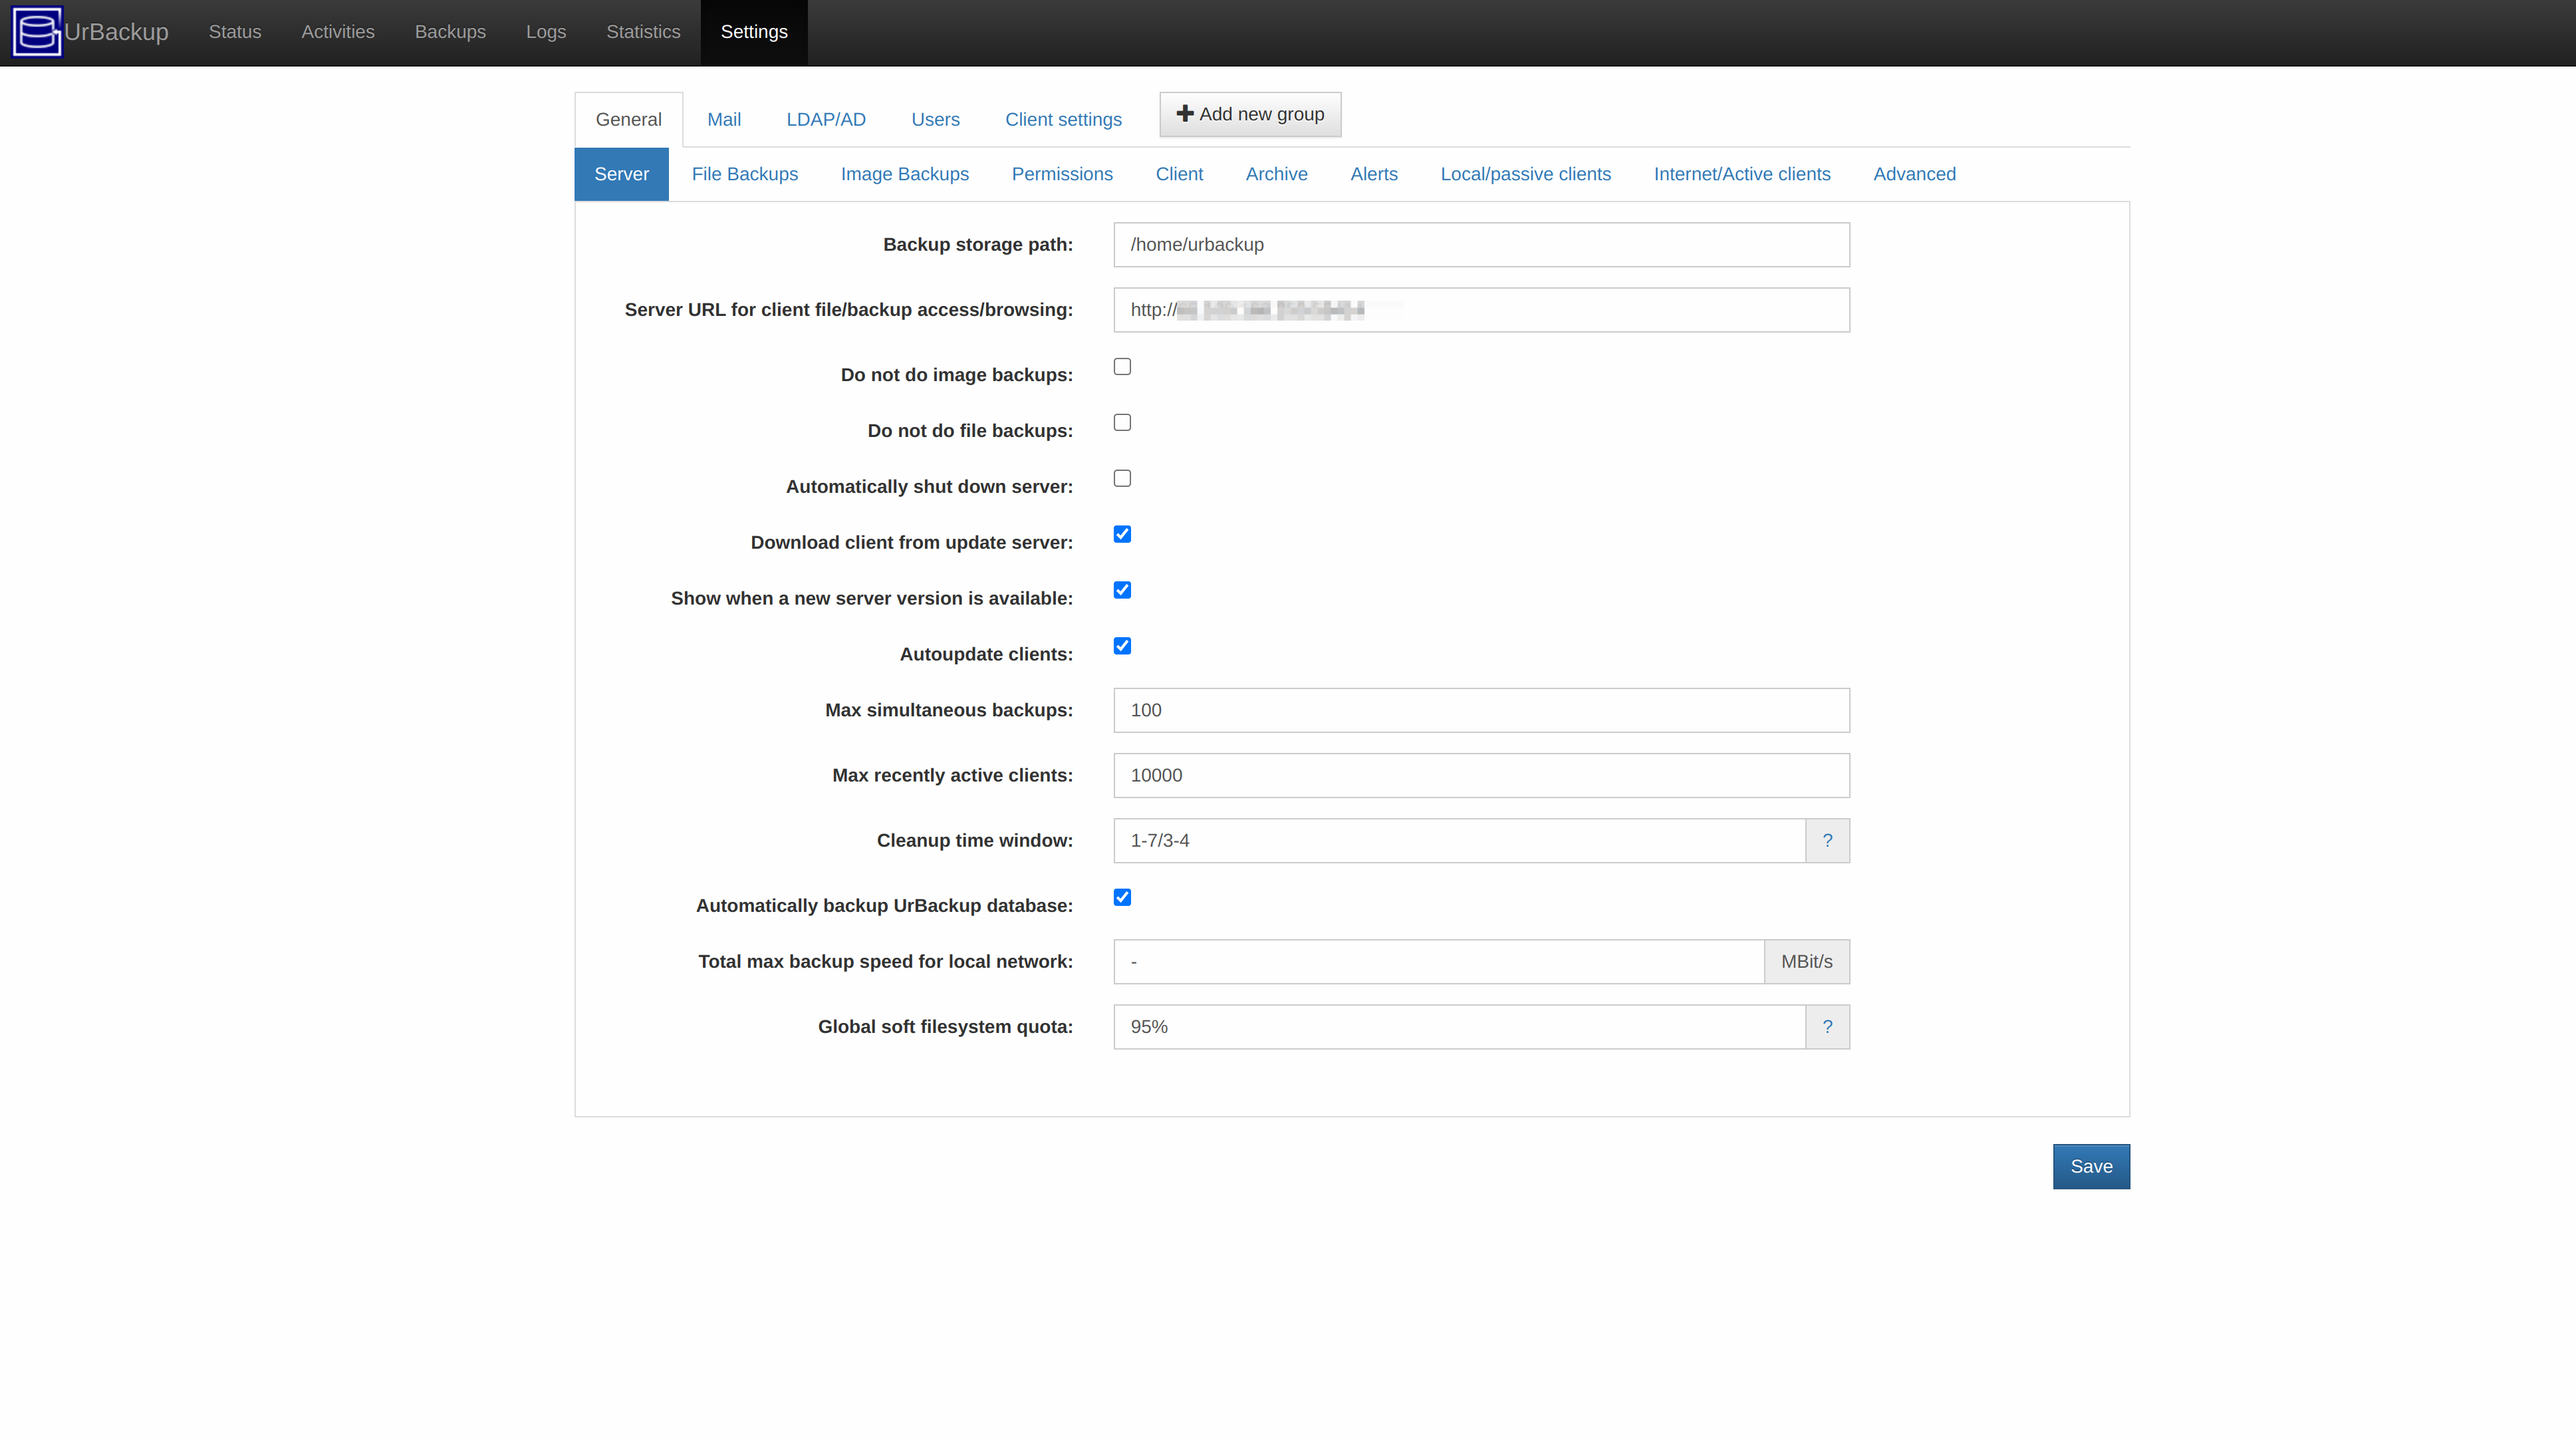 UrBackup Status Activities Backups Logs Statistics Settings
General Mail LDAP/AD Users Client settings Add new group
Server File Backups Image Backups Permissions Client Archive Alerts Local/passive clients Internet/Active clients Advanced
Backup storage path: /home/urbackup
Server URL for client file/backup access/browsing: http://
Do not do image backups:
Do not do file backups:
Automatically shut down server:
Download client from update server:
Show when a new server version is available:
Autoupdate clients:
Max simultaneous backups: 100
Max recently active clients: 10000
Cleanup time window: 1-7/3-4 ?
Automatically backup UrBackup database:
Total max backup speed for local network: - MBit/s
Global soft filesystem quota: 95% ?
Save